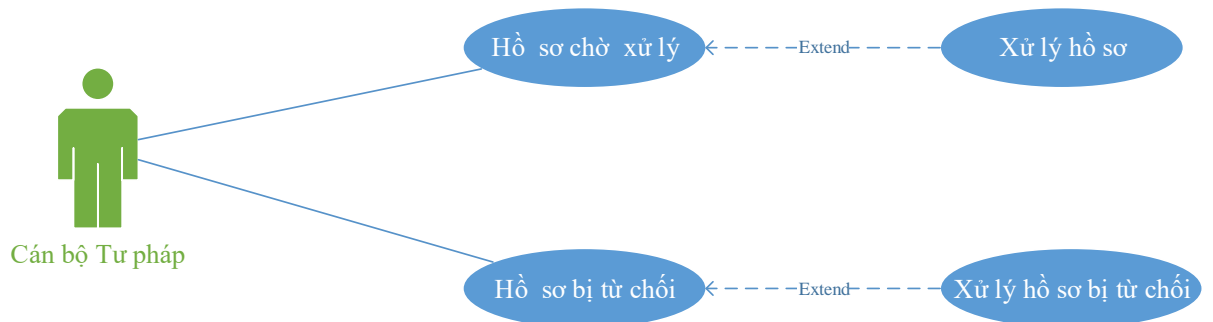 Hồ sơ chờ xử lý
Extend
Xử lý hồ sơ
Cán bộ Tư pháp
Hồ sơ bị từ chối
Extend
Xử lý hồ sơ bị từ chối